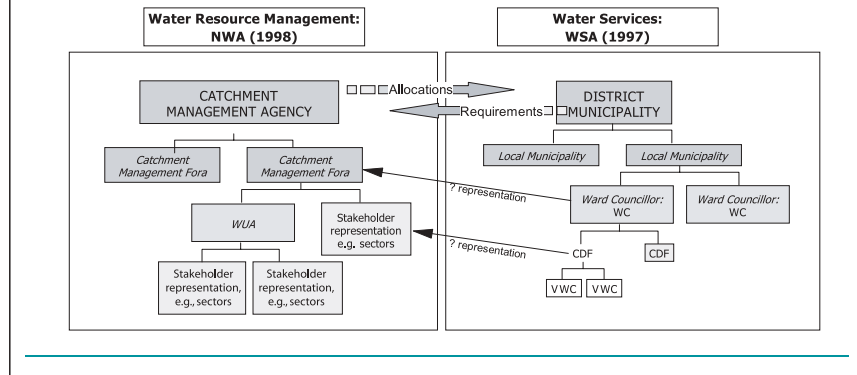 Water Resource Management:
NWA (1998)
Water Services:
WSA (1997)
CATCHMENT
MANAGEMENT AGENCY
Allocations
Requirements
DISTRICT
MUNICIPALITY
Catchment
Management Fora
Catchment
Management Fora
Local Municipality
Local Municipality
? representation
WUA
Stakeholder
representation
e.g. sectors
Ward Councillor:
WC
Ward Councillor:
WC
? representation
CDF
CDF
Stakeholder
representation,
e.g., sectors
Stakeholder
representation,
e.g., sectors
VWC
VWC